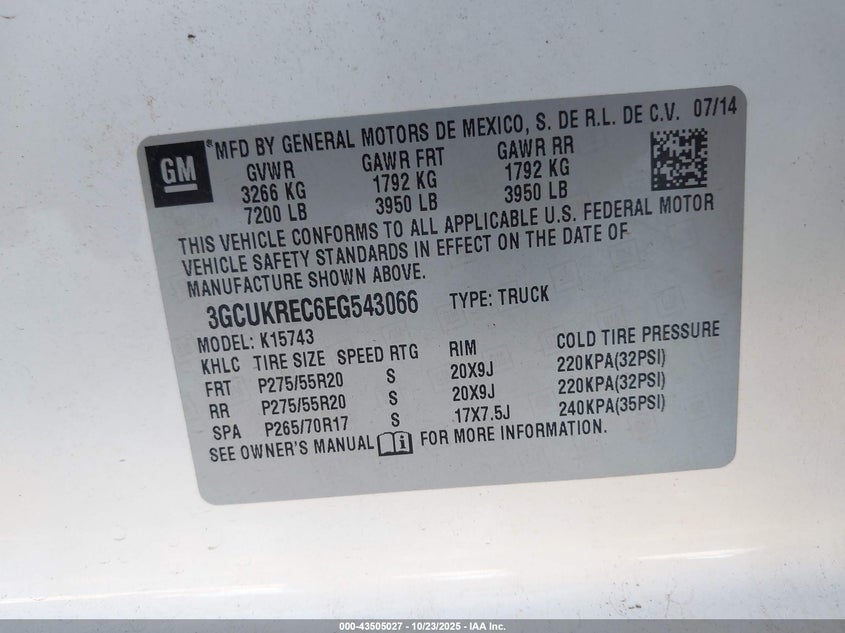 GM ® MFD BY GENERAL MOTORS DE MEXICO, S. DE R.L. DE C.V. 07/14
GVWR GAWR FRT GAWR RR
3266 KG 1792 KG 1792 KG
7200 LB 3950 LB 3950 LB
THIS VEHICLE CONFORMS TO ALL APPLICABLE U.S. FEDERAL MOTOR
VEHICLE SAFETY STANDARDS IN EFFECT ON THE DATE OF
MANUFACTURE SHOWN ABOVE.
3GCUKREC6EG543066 TYPE: TRUCK
MODEL: K15743
KHLC TIRE SIZE SPEED RTG RIM COLD TIRE PRESSURE
FRT P275/55R20 S 20X9J 220KPA(32PSI)
RR P275/55R20 S 20X9J 220KPA(32PSI)
SPA P265/70R17 S 17X7.5J 240KPA(35PSI)
SEE OWNER'S MANUAL i FOR MORE INFORMATION.
000-43505027 - 10/23/2025 - IAA Inc.